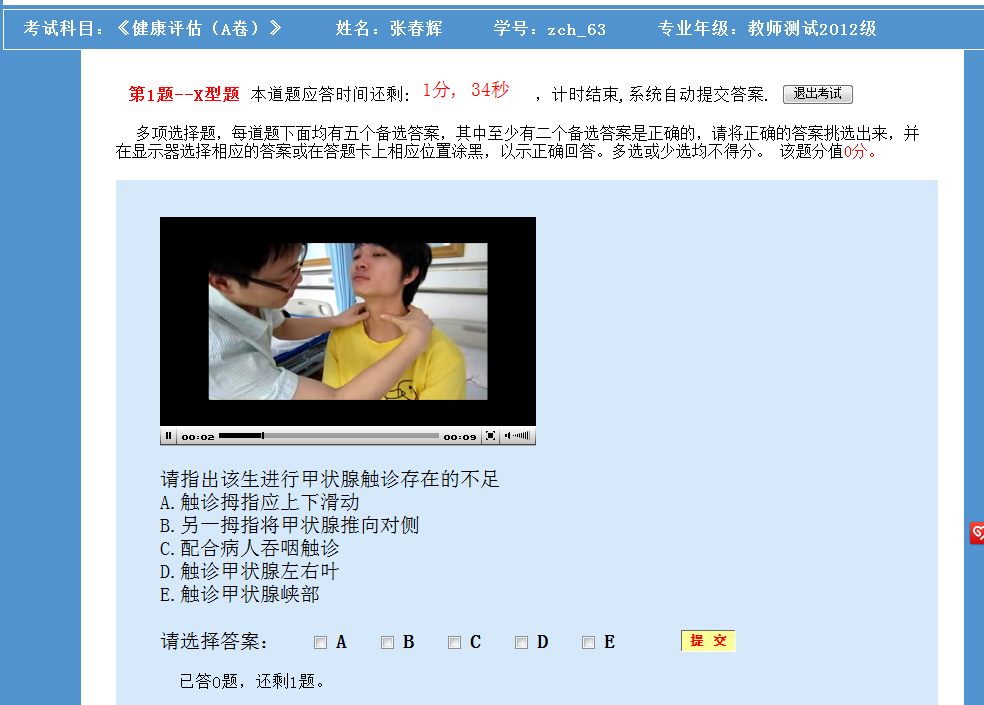 考试科目：《健康评估（A卷）》 姓名：张春辉 学号：zch_63 专业年级：教师测试2012级
第1题--X型题 本道题应答时间还剩： 1分, 34秒 ，计时结束,系统自动提交答案. 退出考试
多项选择题，每道题下面均有五个备选答案，其中至少有二个备选答案是正确的，请将正确的答案挑选出来，并
在显示器选择相应的答案或在答题卡上相应位置涂黑，以示正确回答。多选或少选均不得分。 该题分值0分。
00:02 00:09
请指出该生进行甲状腺触诊存在的不足
A.触诊拇指应上下滑动
B.另一拇指将甲状腺推向对侧
C.配合病人吞咽触诊
D.触诊甲状腺左右叶
E.触诊甲状腺峡部
请选择答案： A B C D E 提 交
已答0题，还剩1题。